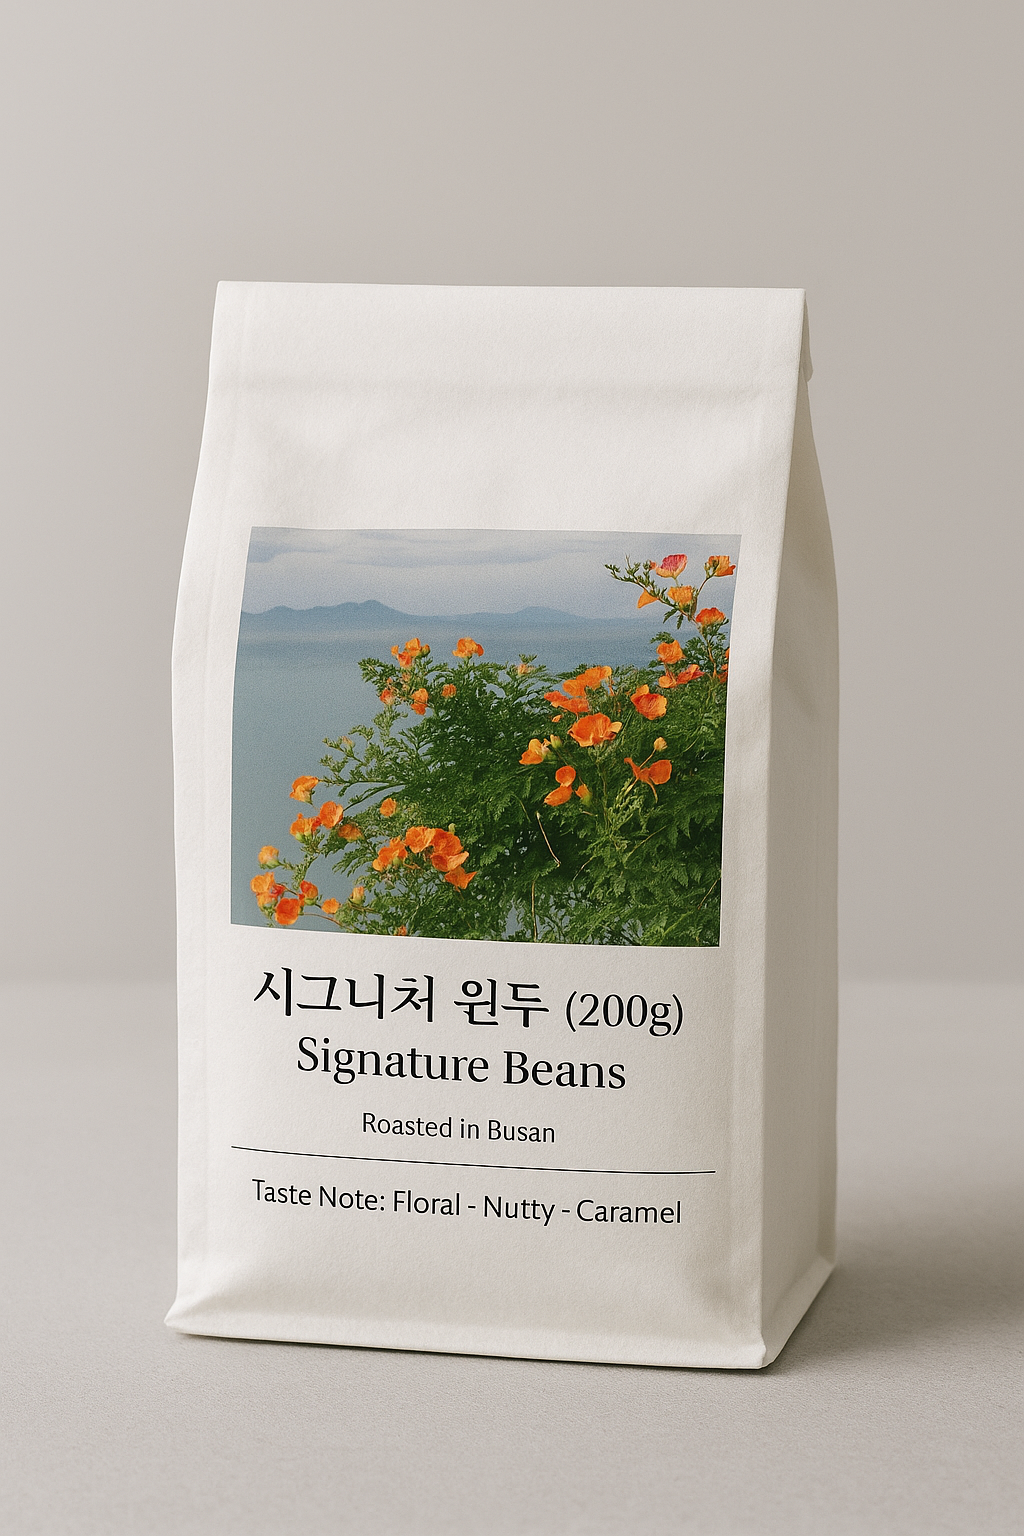 시그니처 원두 (200g)
Signature Beans
Roasted in Busan
Taste Note: Floral - Nutty - Caramel